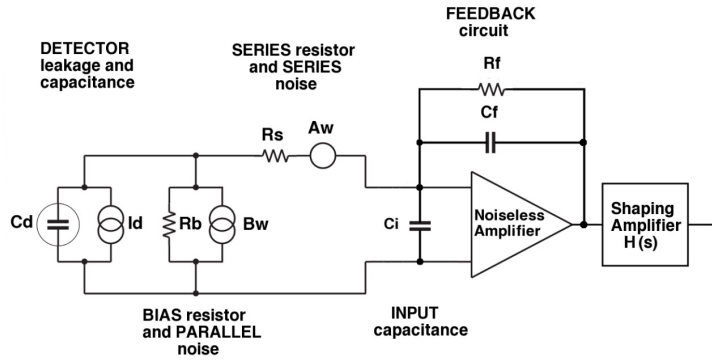 FEEDBACK
circuit
DETECTOR
leakage and
capacitance
SERIES resistor
and SERIES
noise
Rf
Cf
Rs
Aw
Cd
Id
Rb
Bw
Ci
Noiseless
Amplifier
Shaping
Amplifier
H(s)
BIAS resistor
and PARALLEL
noise
INPUT
capacitance